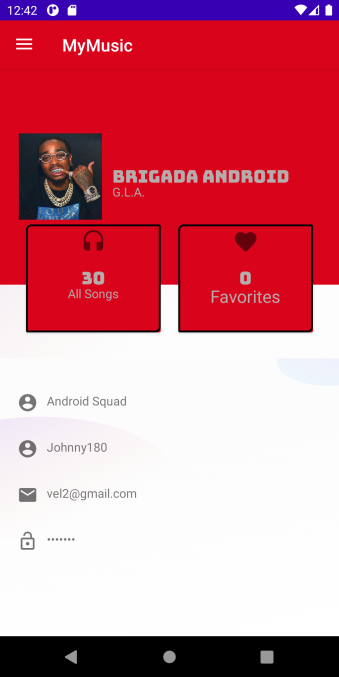 12:42
MyMusic
BRIGADA ANDROID
G.L.A.
30
All Songs
0
Favorites
Android Squad
Johnny180
vel2@gmail.com
•••••••